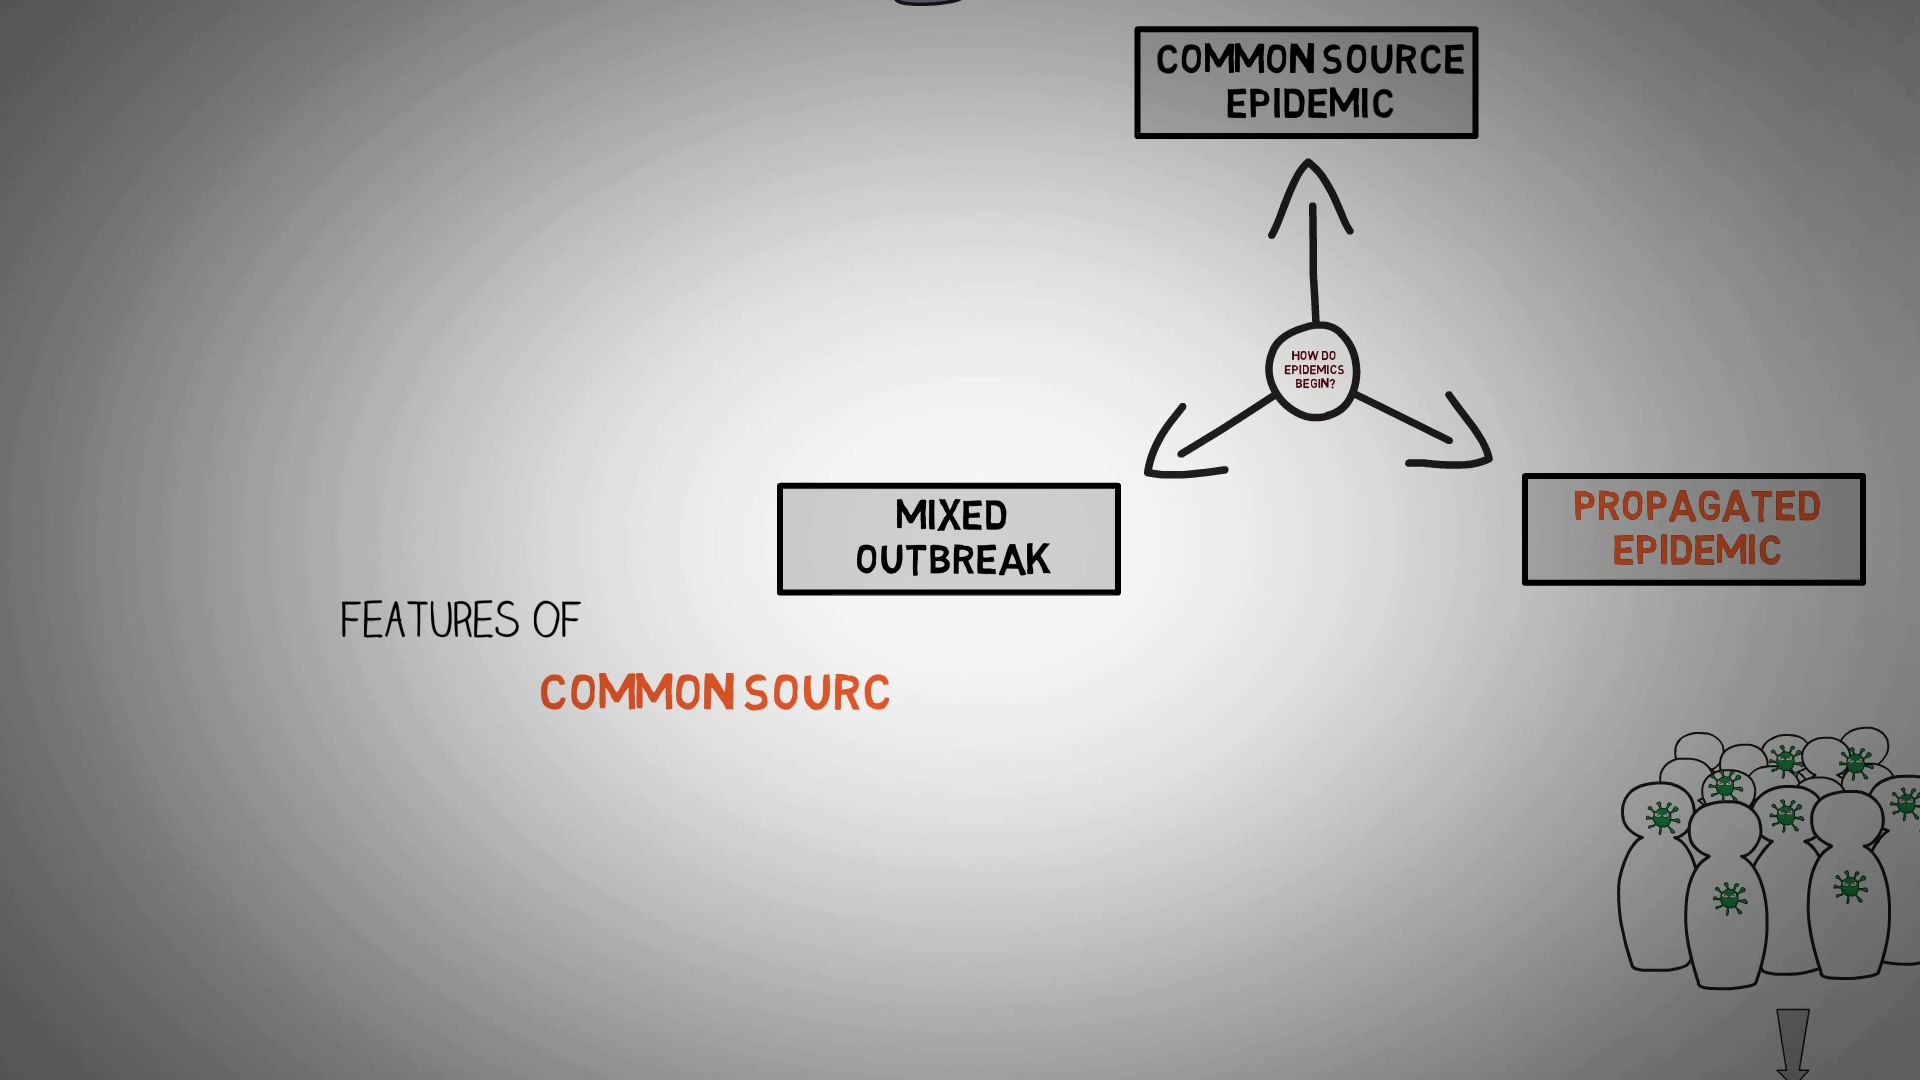 COMMON SOURCE
EPIDEMIC
HOW DO
EPIDEMICS
BEGIN?
MIXED
OUTBREAK
PROPAGATED
EPIDEMIC
FEATURES OF
COMMON SOURC